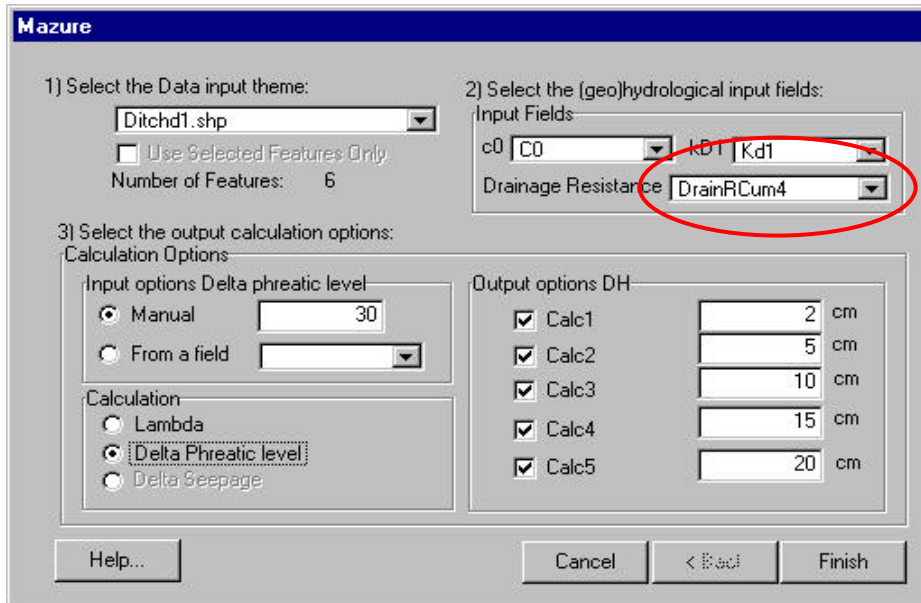 Mazure
1) Select the Data input theme:
Ditchd1.shp
Use Selected Features Only
Number of Features: 6
2) Select the (geo)hydrological input fields:
Input Fields
c0 C0 kD1 Kd1
Drainage Resistance DrainRCum4
3) Select the output calculation options:
Calculation Options
Input options Delta phreatic level
Manual 30
From a field
Calculation
Lambda
Delta Phreatic level
Delta Seepage
Output options DH
Calc1 2 cm
Calc2 5 cm
Calc3 10 cm
Calc4 15 cm
Calc5 20 cm
Help... Cancel < Back Finish